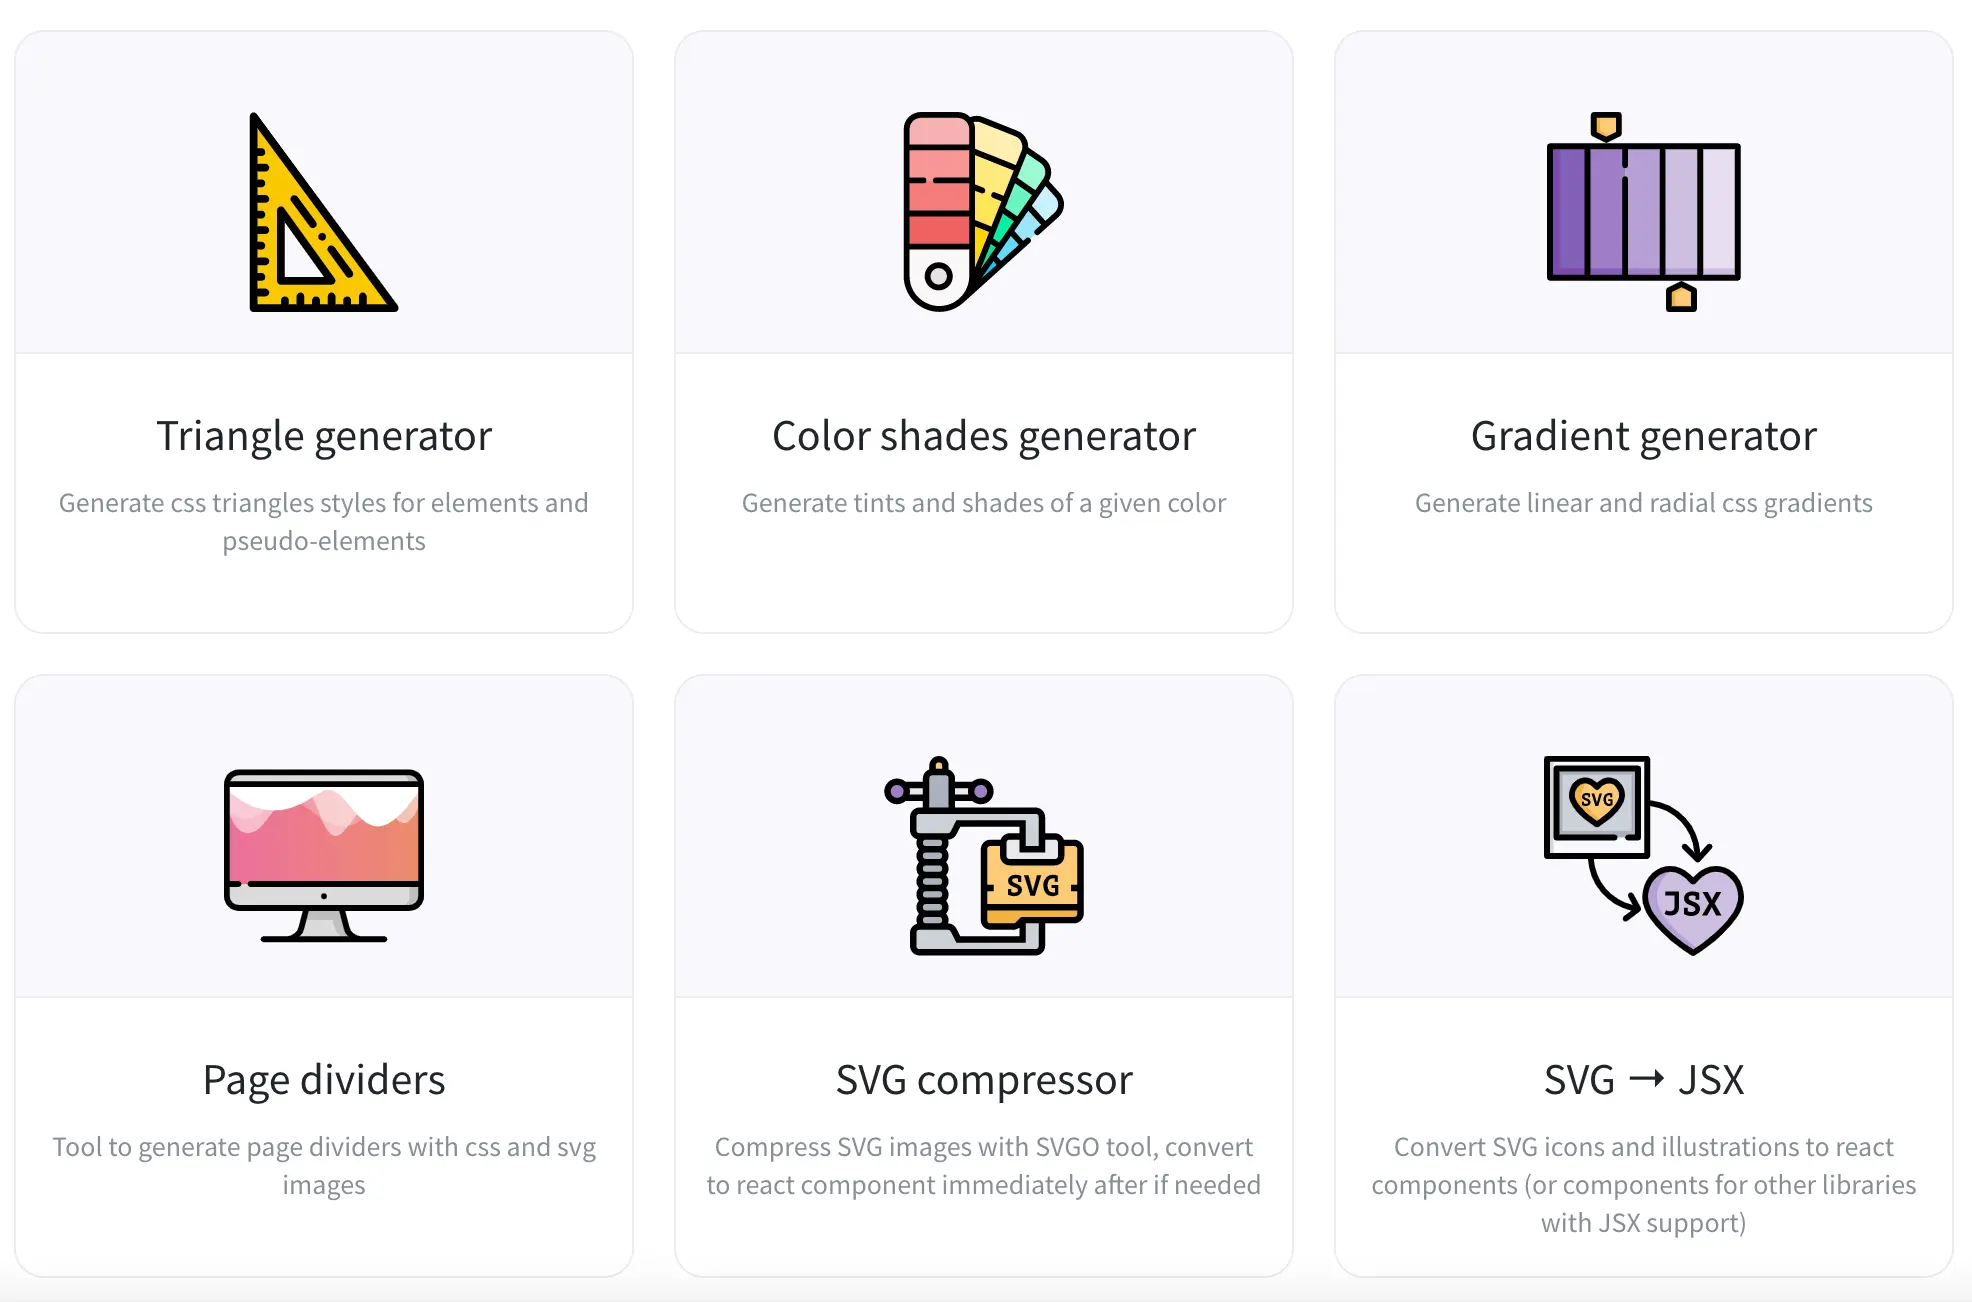 Triangle generator
Generate css triangles styles for elements and
pseudo-elements
Color shades generator
Generate tints and shades of a given color
Gradient generator
Generate linear and radial css gradients
Page dividers
Tool to generate page dividers with css and svg
images
SVG
SVG compressor
Compress SVG images with SVGO tool, convert
to react component immediately after if needed
SVG
JSX
SVG → JSX
Convert SVG icons and illustrations to react
components (or components for other libraries
with JSX support)